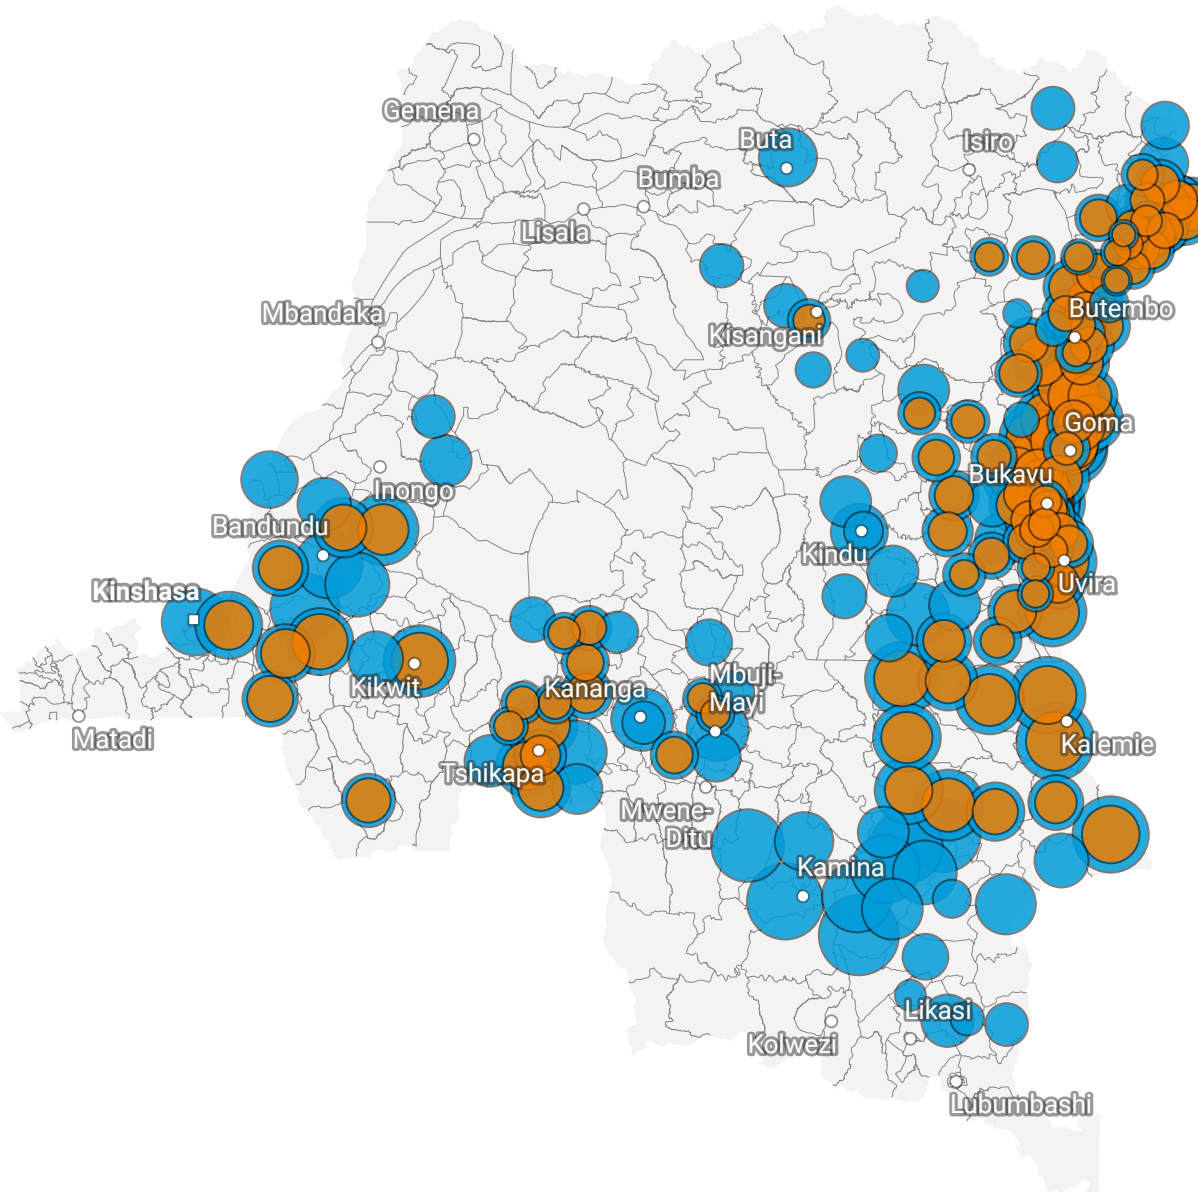 Gemena
Buta
Isiro
Bumba
Lisala
Mbandaka
Butembo
Kisangani
Goma
Bukavu
Inongo
Bandundu
Kindu
Uvira
Kinshasa
Kikwit
Kananga
Mbuji-
Mayi
Matadi
Kalemie
Tshikapa
Mwene-
Ditu
Kamina
Likasi
Kolwezi
Lubumbashi